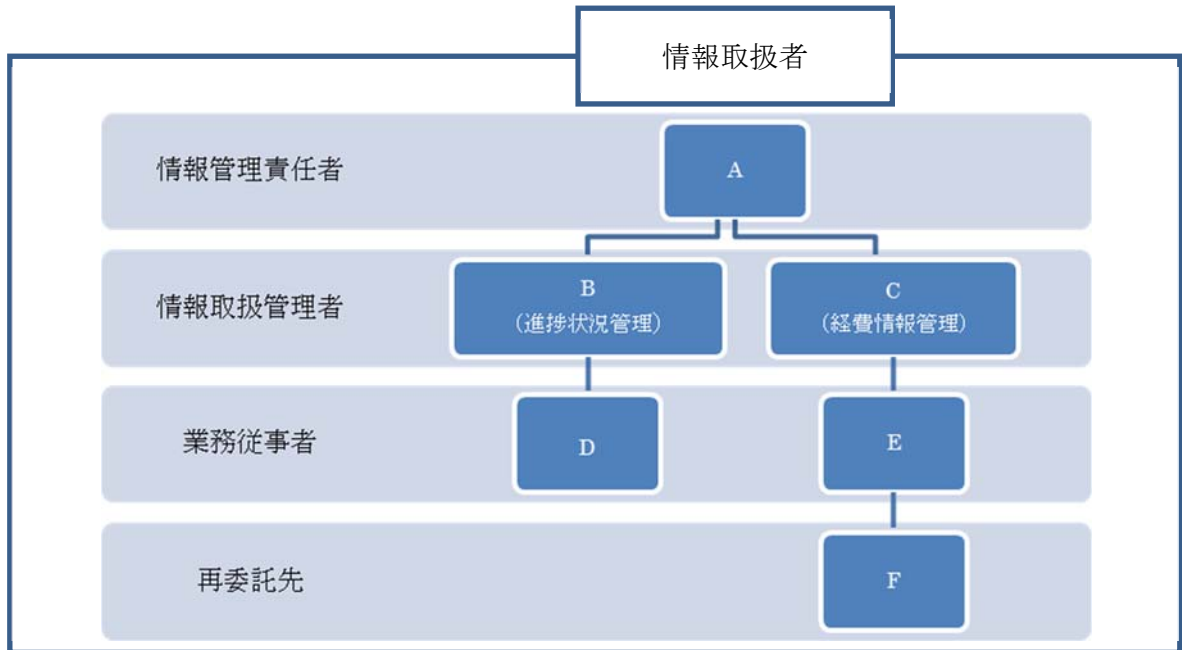 情報取扱者
情報管理責任者
A
情報取扱管理者
B
(進捗状況管理)
C
(経費情報管理)
業務従事者
D
E
再委託先
F